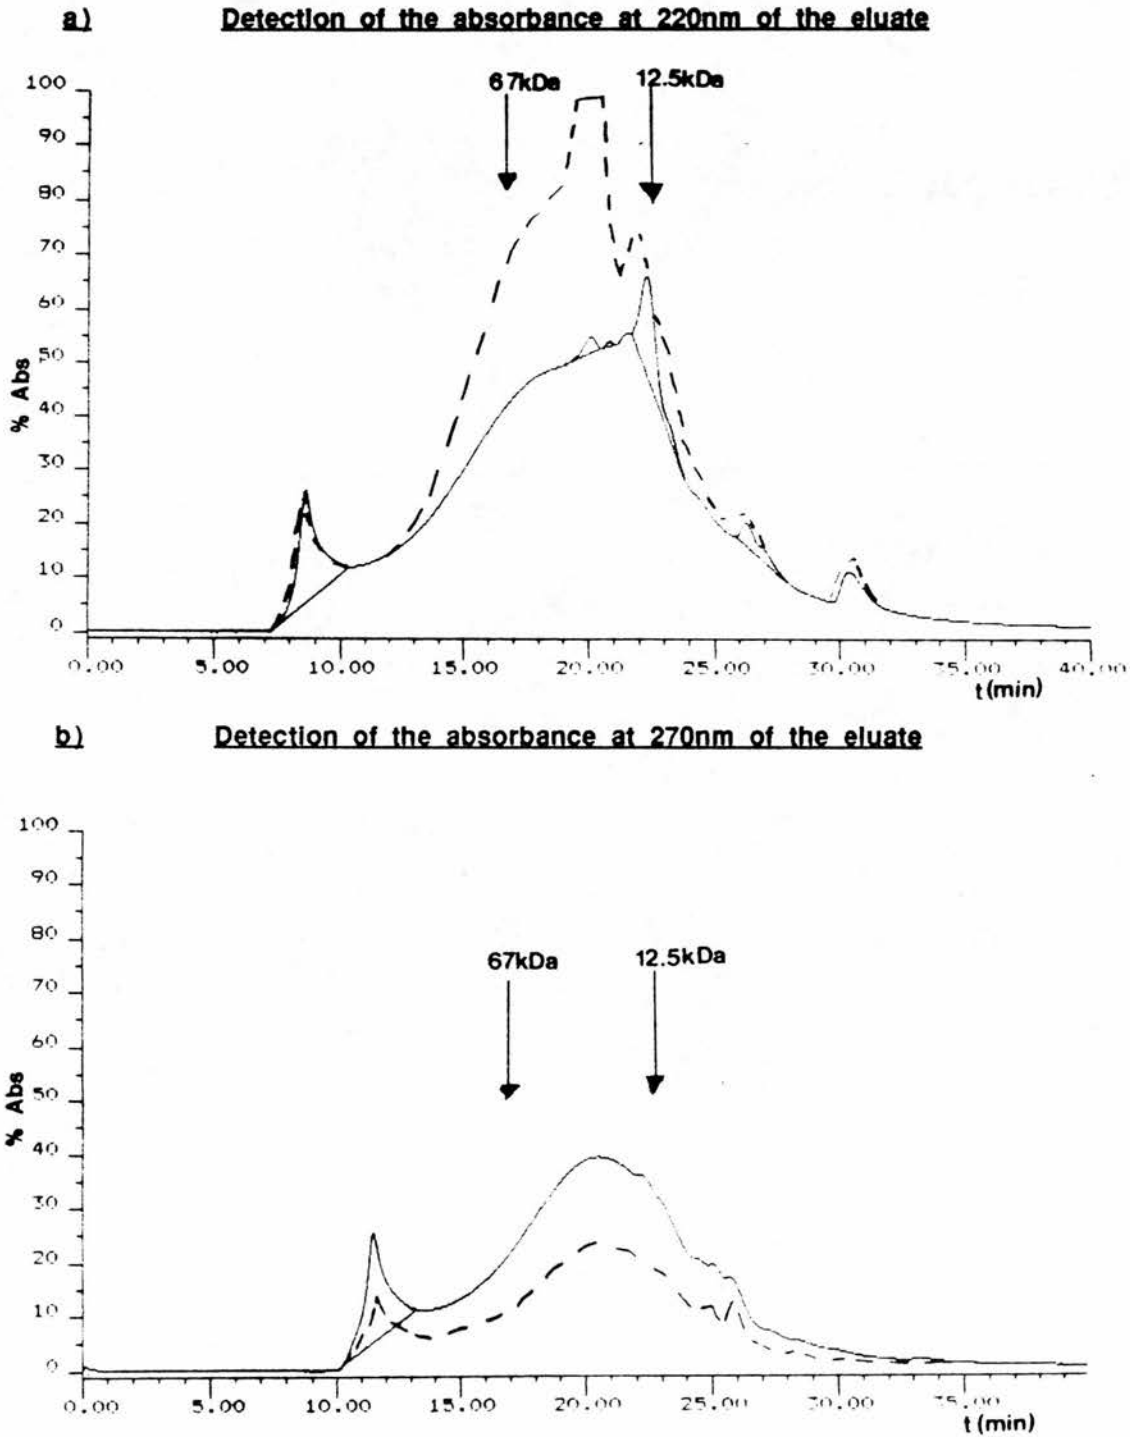 a) Detection of the absorbance at 220nm of the eluate
67kDa 12.5kDa
100
90
80
70
60
50
40
30
20
10
0
% Abs
0.00 5.00 10.00 15.00 20.00 25.00 30.00 35.00 40.00
t(min)
b) Detection of the absorbance at 270nm of the eluate
67kDa 12.5kDa
100
90
80
70
60
50
40
30
20
10
0
% Abs
0.00 5.00 10.00 15.00 20.00 25.00 30.00 35.00
t(min)